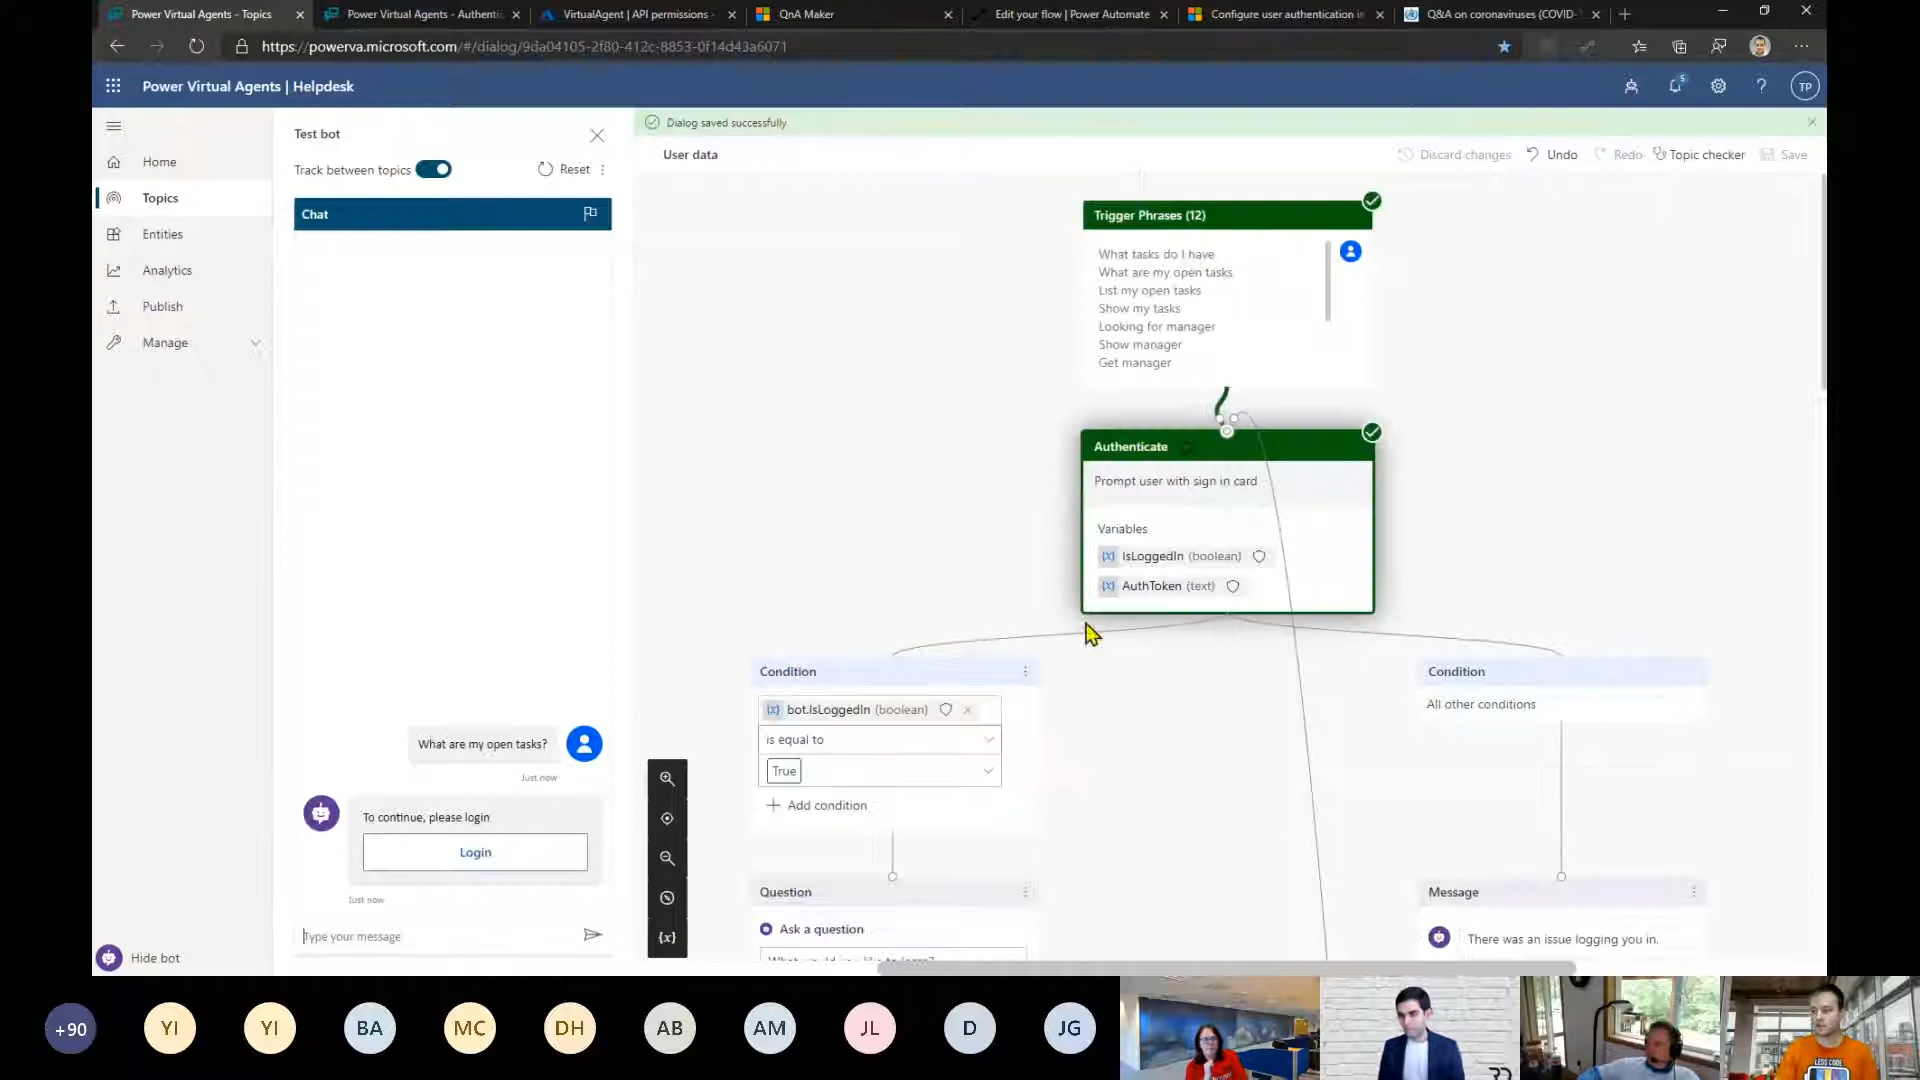 Power Virtual Agents - Topics
Power Virtual Agents - Authentic
VirtualAgent | API permissions -
QnA Maker
Edit your flow | Power Automate
Configure user authentication in
Q&A on coronaviruses (COVID-1
https://powerva.microsoft.com/#/dialog/9da04105-2f80-412c-8853-0f14d43a6071
Power Virtual Agents | Helpdesk
5
TP
Home
Topics
Entities
Analytics
Publish
Manage
Hide bot
Test bot
Track between topics
Reset
Chat
What are my open tasks?
Just now
To continue, please login
Login
Just now
Type your message
Dialog saved successfully
User data
Discard changes
Undo
Redo
Topic checker
Save
Trigger Phrases (12)
What tasks do I have
What are my open tasks
List my open tasks
Show my tasks
Looking for manager
Show manager
Get manager
Authenticate
Prompt user with sign in card
Variables
{x} IsLoggedIn (boolean)
{x} AuthToken (text)
Condition
{x} bot.IsLoggedIn (boolean)
is equal to
True
Add condition
Question
Ask a question
Condition
All other conditions
Message
There was an issue logging you in.
{x}
+90
YI
YI
BA
MC
DH
AB
AM
JL
D
JG
LESS CODE